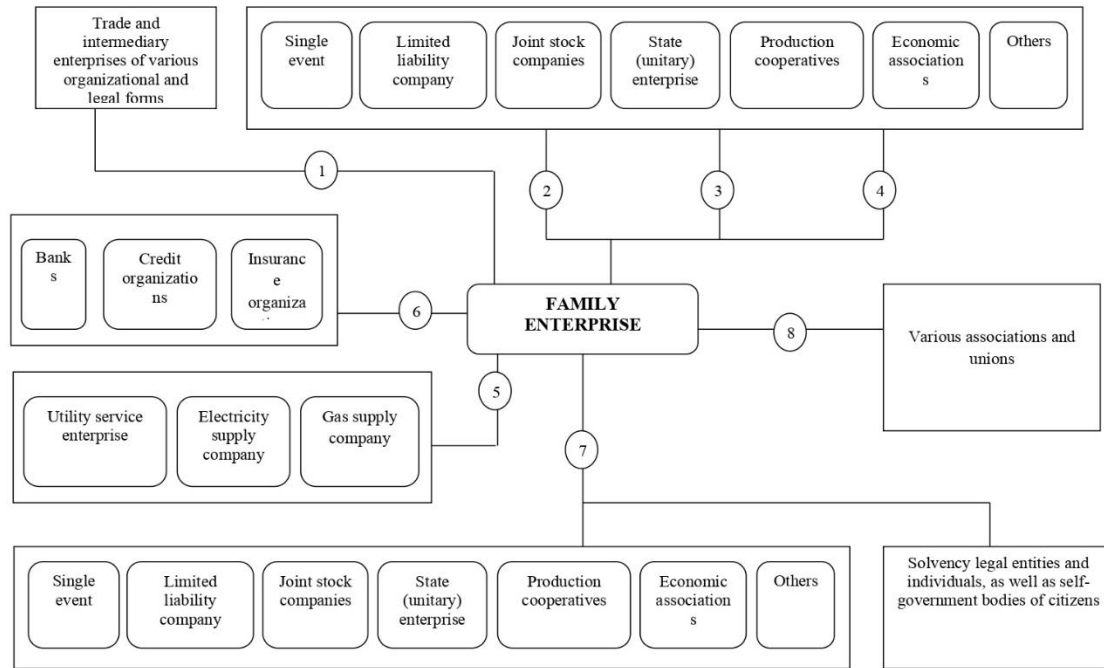 Trade and
intermediary
enterprises of various
organizational and
legal forms
Single
event
Limited
liability
company
Joint stock
companies
State
(unitary)
enterprise
Production
cooperatives
Economic
association
s
Others
1
2
3
4
Bank
s
Credit
organizatio
ns
Insuranc
e
organiza
6
FAMILY
ENTERPRISE
8
Various associations and
unions
5
Utility service
enterprise
Electricity
supply
company
Gas supply
company
7
Single
event
Limited
liability
company
Joint stock
companies
State
(unitary)
enterprise
Production
cooperatives
Economic
association
s
Others
Solvency legal entities and
individuals, as well as self-
government bodies of citizens